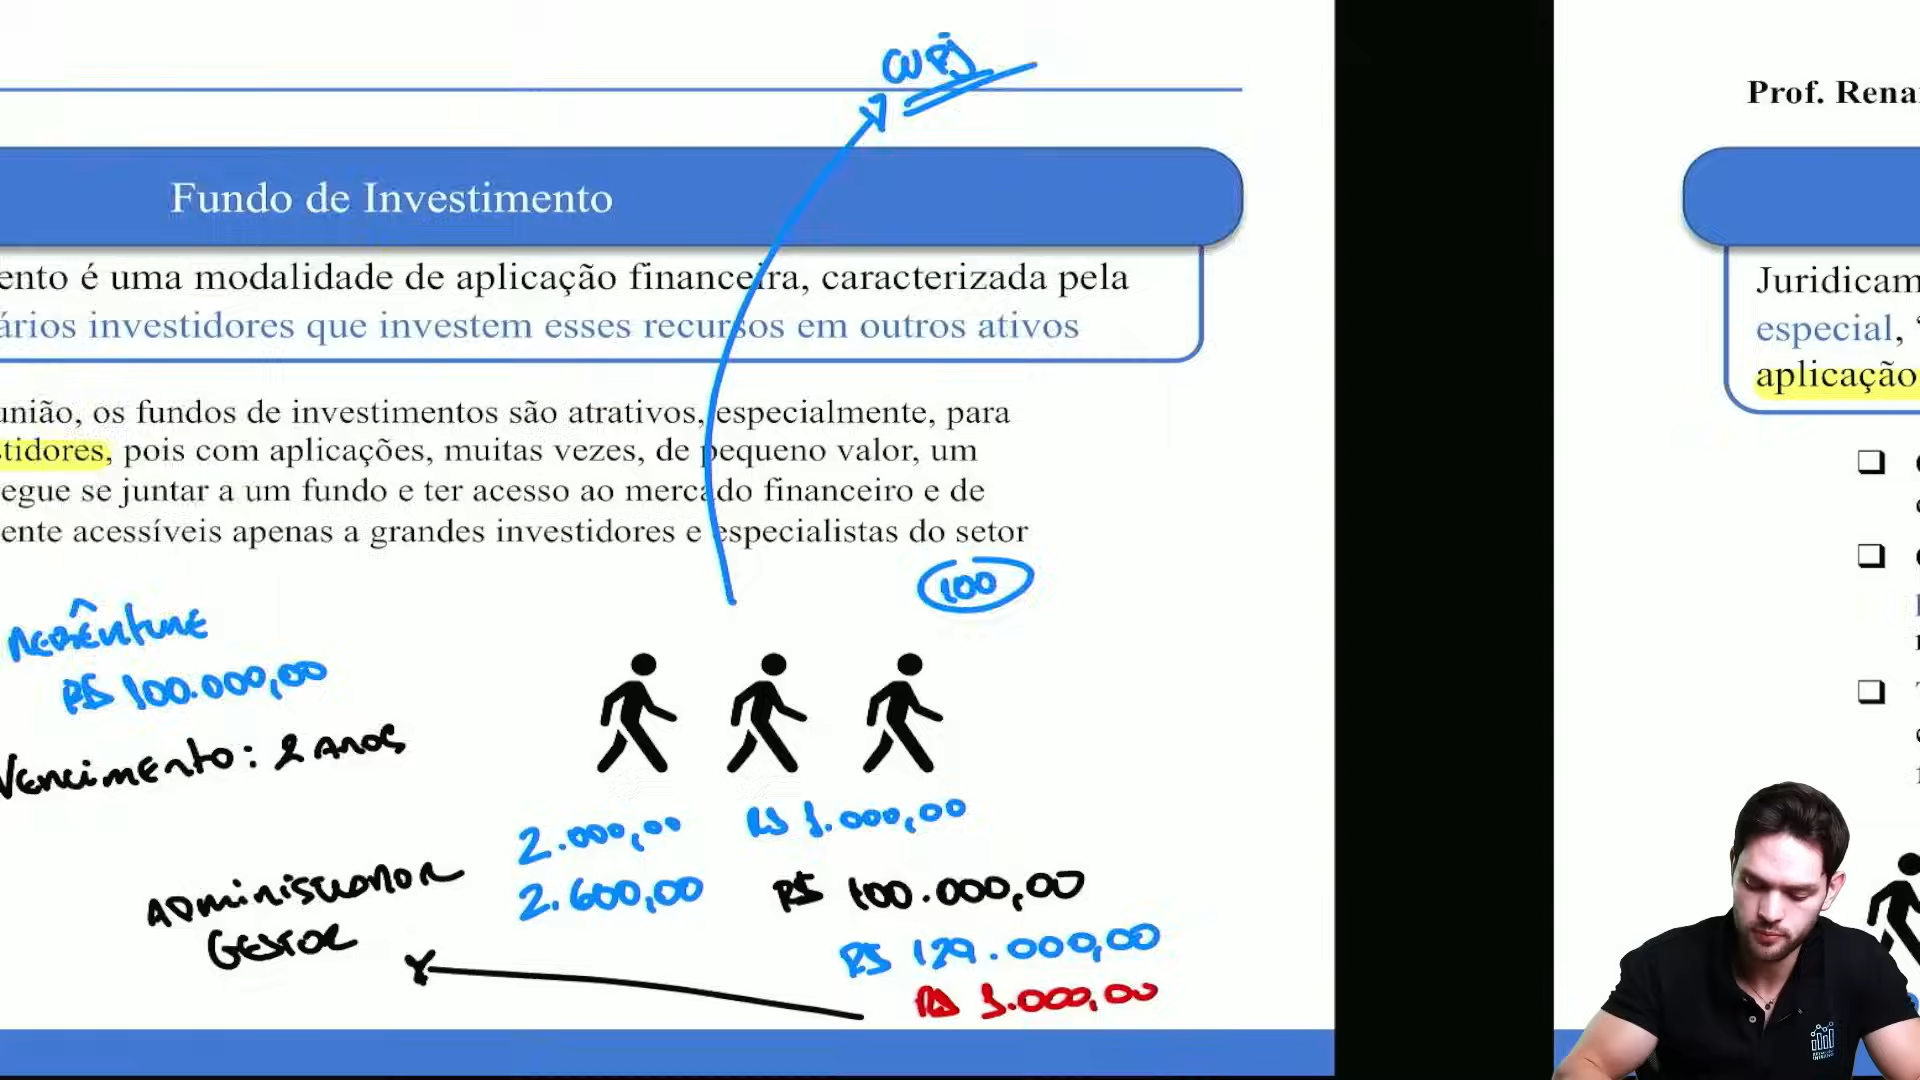 CNPJ
Prof. Rena
Fundo de Investimento
ento é uma modalidade de aplicação financeira, caracterizada pela
ários investidores que investem esses recursos em outros ativos
união, os fundos de investimentos são atrativos, especialmente, para
stidores, pois com aplicações, muitas vezes, de pequeno valor, um
egue se juntar a um fundo e ter acesso ao mercado financeiro e de
ente acessíveis apenas a grandes investidores e especialistas do setor
100
DEBÊNTURE
R$ 100.000,00
Vencimento: 2 ANOS
2.000,00 R$ 1.000,00
ADMINISTRADOR 2.600,00 R$ 100.000,00
GESTOR R$ 129.000,00
R$ 1.000,00
Juridicam
especial,
aplicação